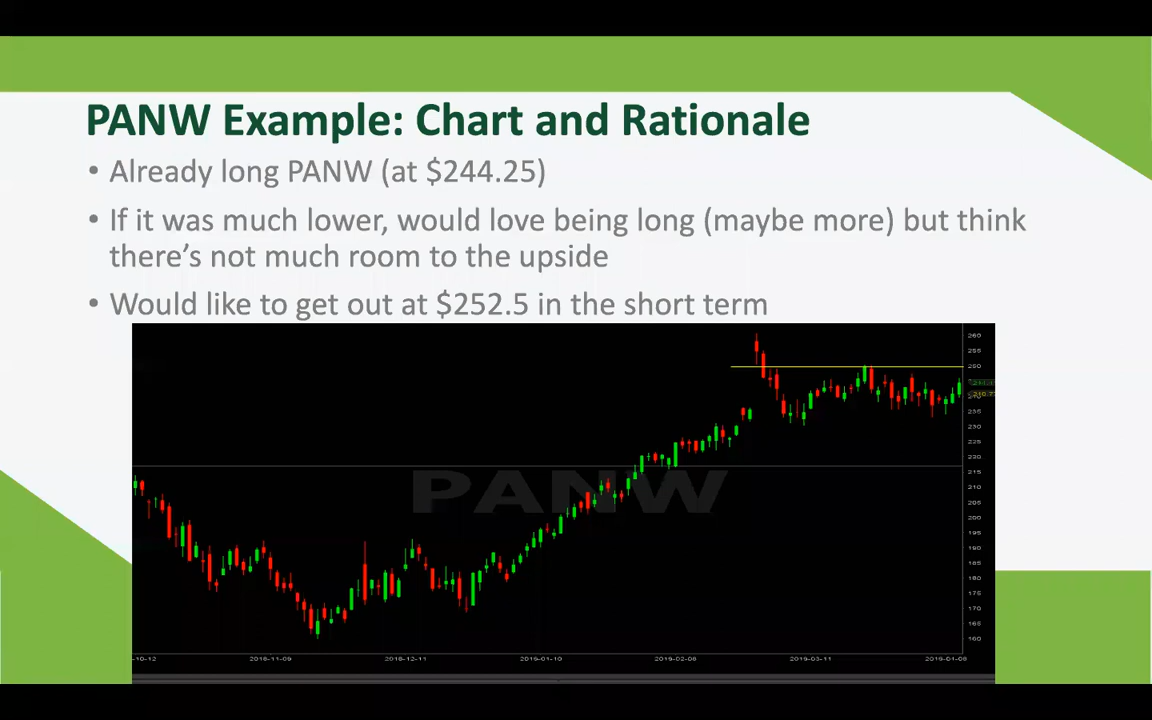 PANW Example: Chart and Rationale
• Already long PANW (at $244.25)
• If it was much lower, would love being long (maybe more) but think
there's not much room to the upside
• Would like to get out at $252.5 in the short term
PANW
260
255
250
235
230
225
220
215
210
205
200
195
190
185
180
175
170
165
160
-10-12 2018-11-09 2018-12-11 2019-01-10 2019-02-08 2019-03-11